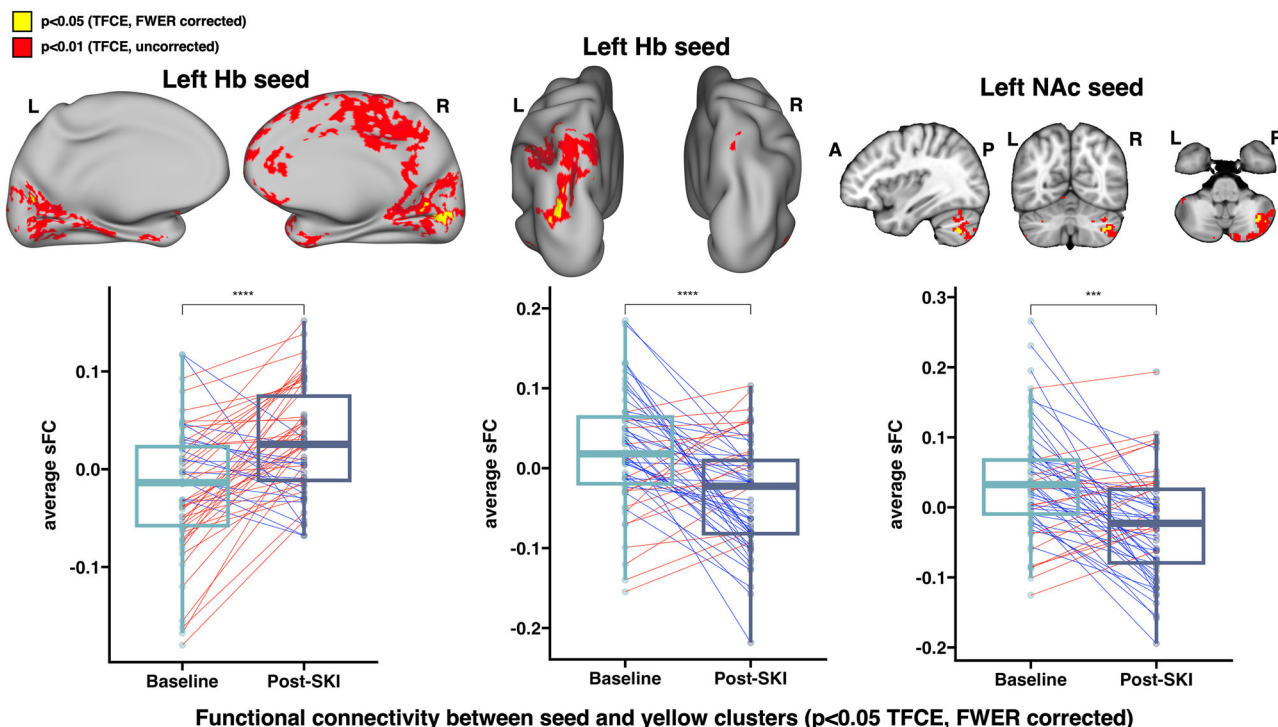 p<0.05 (TFCE, FWER corrected)
p<0.01 (TFCE, uncorrected)
Left Hb seed
L
R
Left Hb seed
L
R
Left NAc seed
A
P
L
R
L
R
****
0.1
0.0
-0.1
average sFC
Baseline
Post-SKI
****
0.2
0.1
0.0
-0.1
-0.2
average sFC
Baseline
Post-SKI
***
0.3
0.2
0.1
0.0
-0.1
-0.2
average sFC
Baseline
Post-SKI
Functional connectivity between seed and yellow clusters (p<0.05 TFCE, FWER corrected)